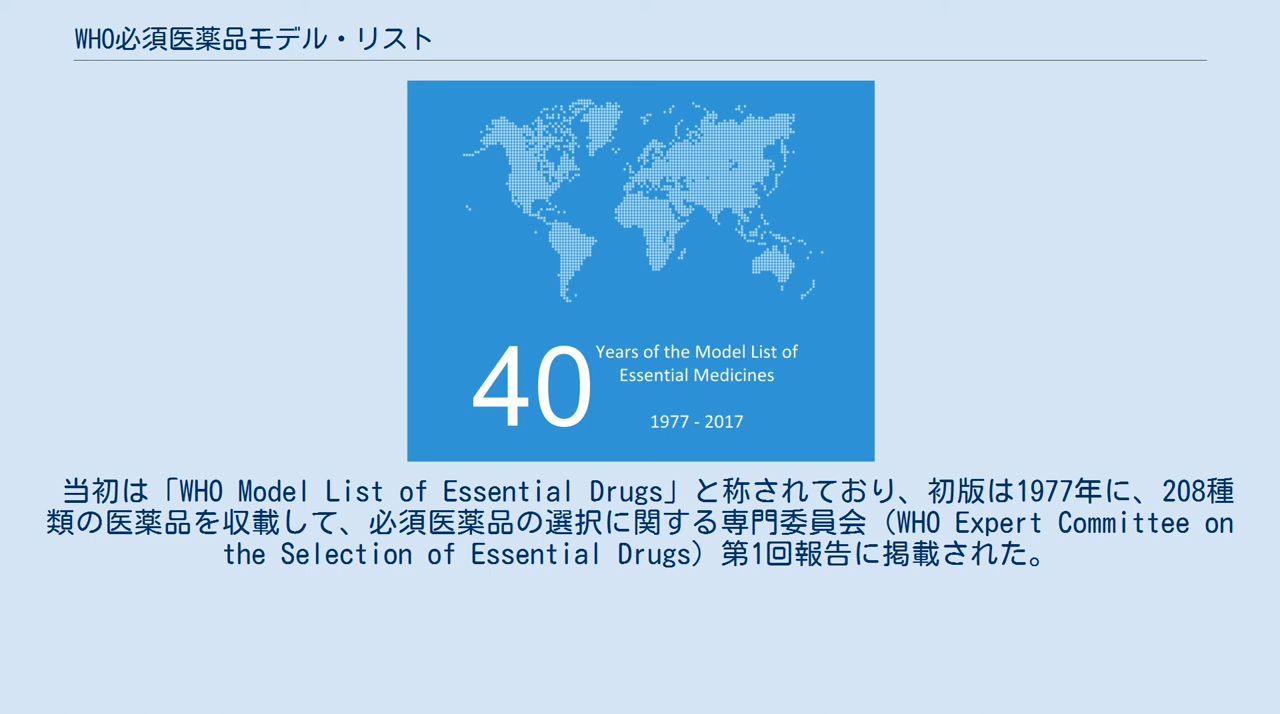 WHO必須医薬品モデル・リスト
40
Years of the Model List of
Essential Medicines
1977 - 2017
当初は「WHO Model List of Essential Drugs」と称されており、初版は1977年に、208種
類の医薬品を収載して、必須医薬品の選択に関する専門委員会（WHO Expert Committee on
the Selection of Essential Drugs）第1回報告に掲載された。